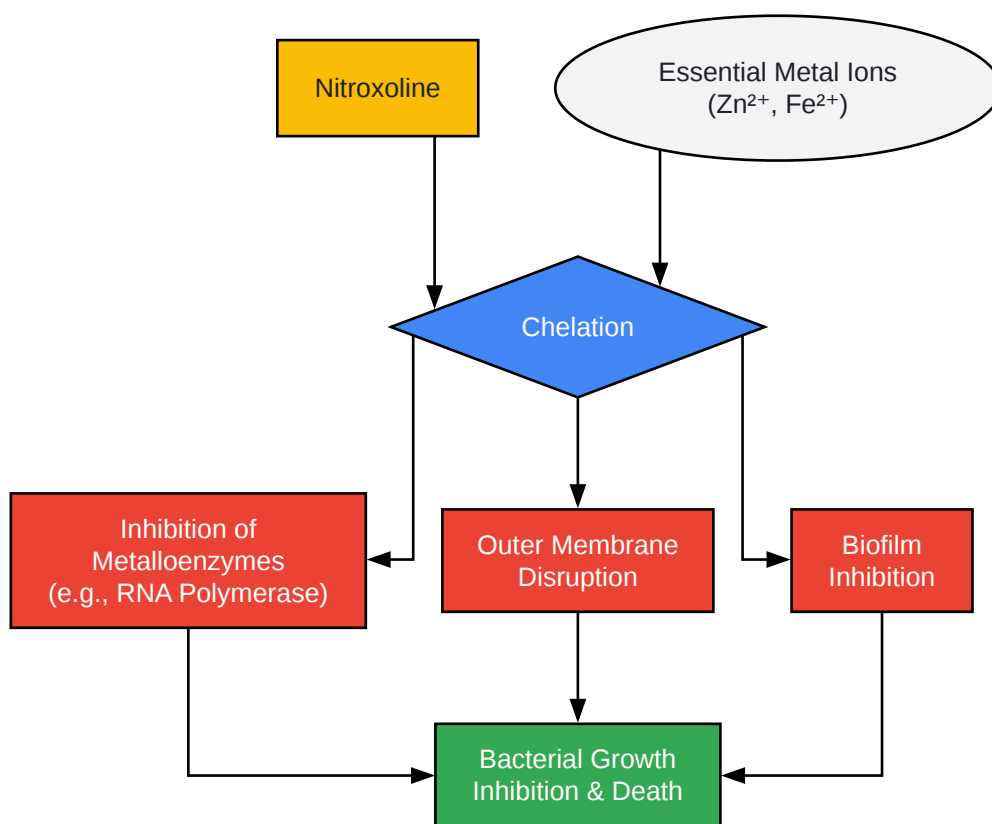 Nitroxoline
Essential Metal Ions
(Zn²⁺, Fe²⁺)
Chelation
Inhibition of
Metalloenzymes
(e.g., RNA Polymerase)
Outer Membrane
Disruption
Biofilm
Inhibition
Bacterial Growth
Inhibition & Death